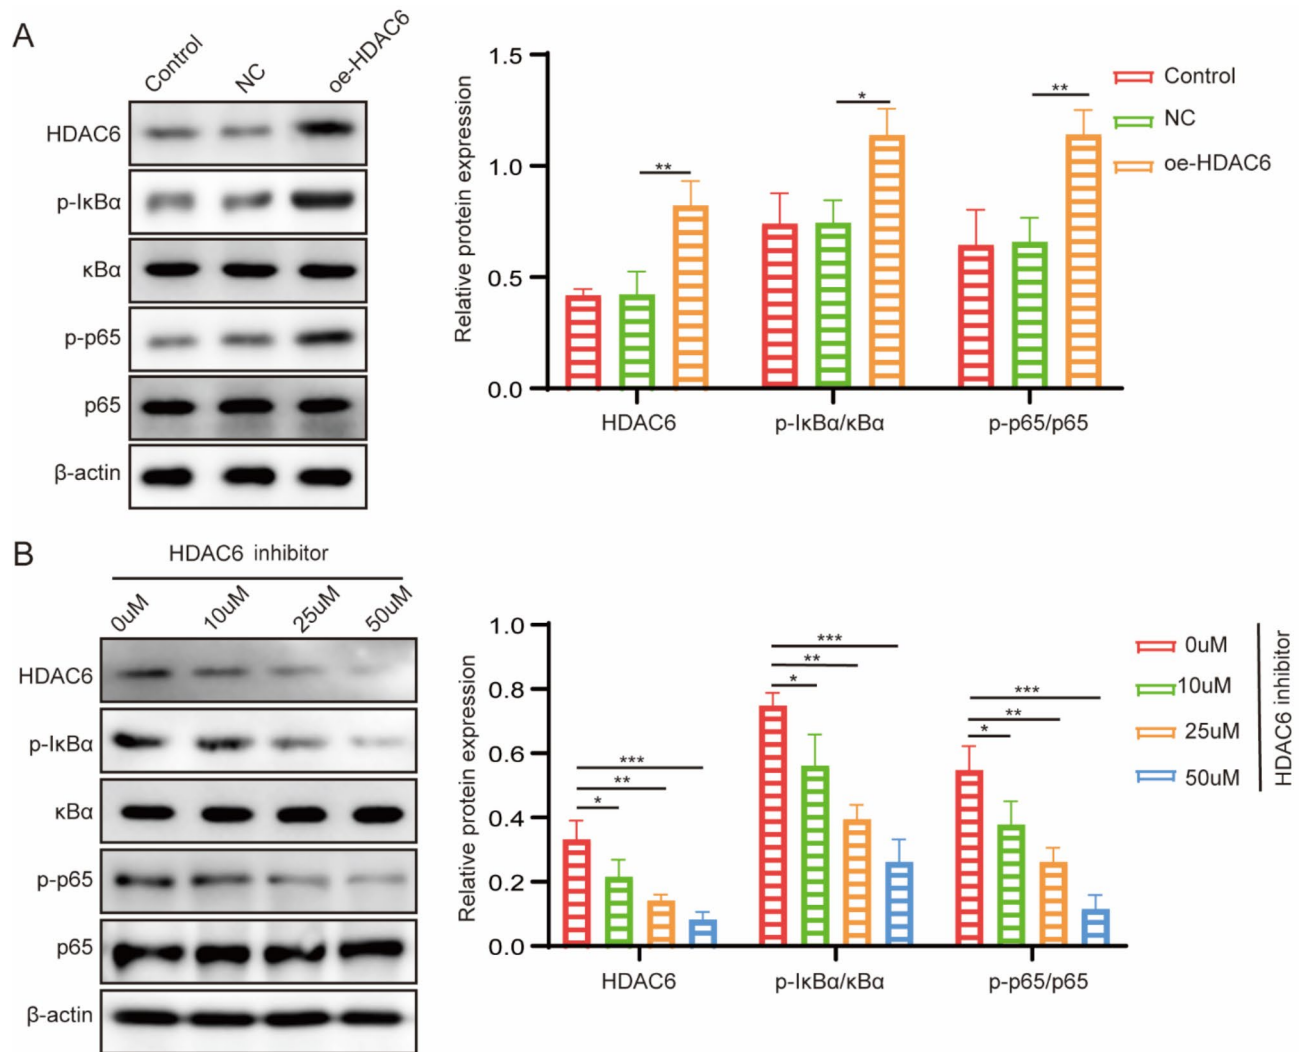 A
Control
NC
oe-HDAC6
HDAC6
p-IκBα
κBα
p-p65
p65
β-actin
Relative protein expression
1.5
1.0
0.5
0.0
**
*
**
HDAC6
p-IκBα/κBα
p-p65/p65
Control
NC
oe-HDAC6
B
HDAC6 inhibitor
0uM
10uM
25uM
50uM
HDAC6
p-IκBα
κBα
p-p65
p65
β-actin
Relative protein expression
1.0
0.8
0.6
0.4
0.2
0.0
***
**
*
***
**
*
***
**
*
HDAC6
p-IκBα/κBα
p-p65/p65
0uM
10uM
25uM
50uM
HDAC6 inhibitor